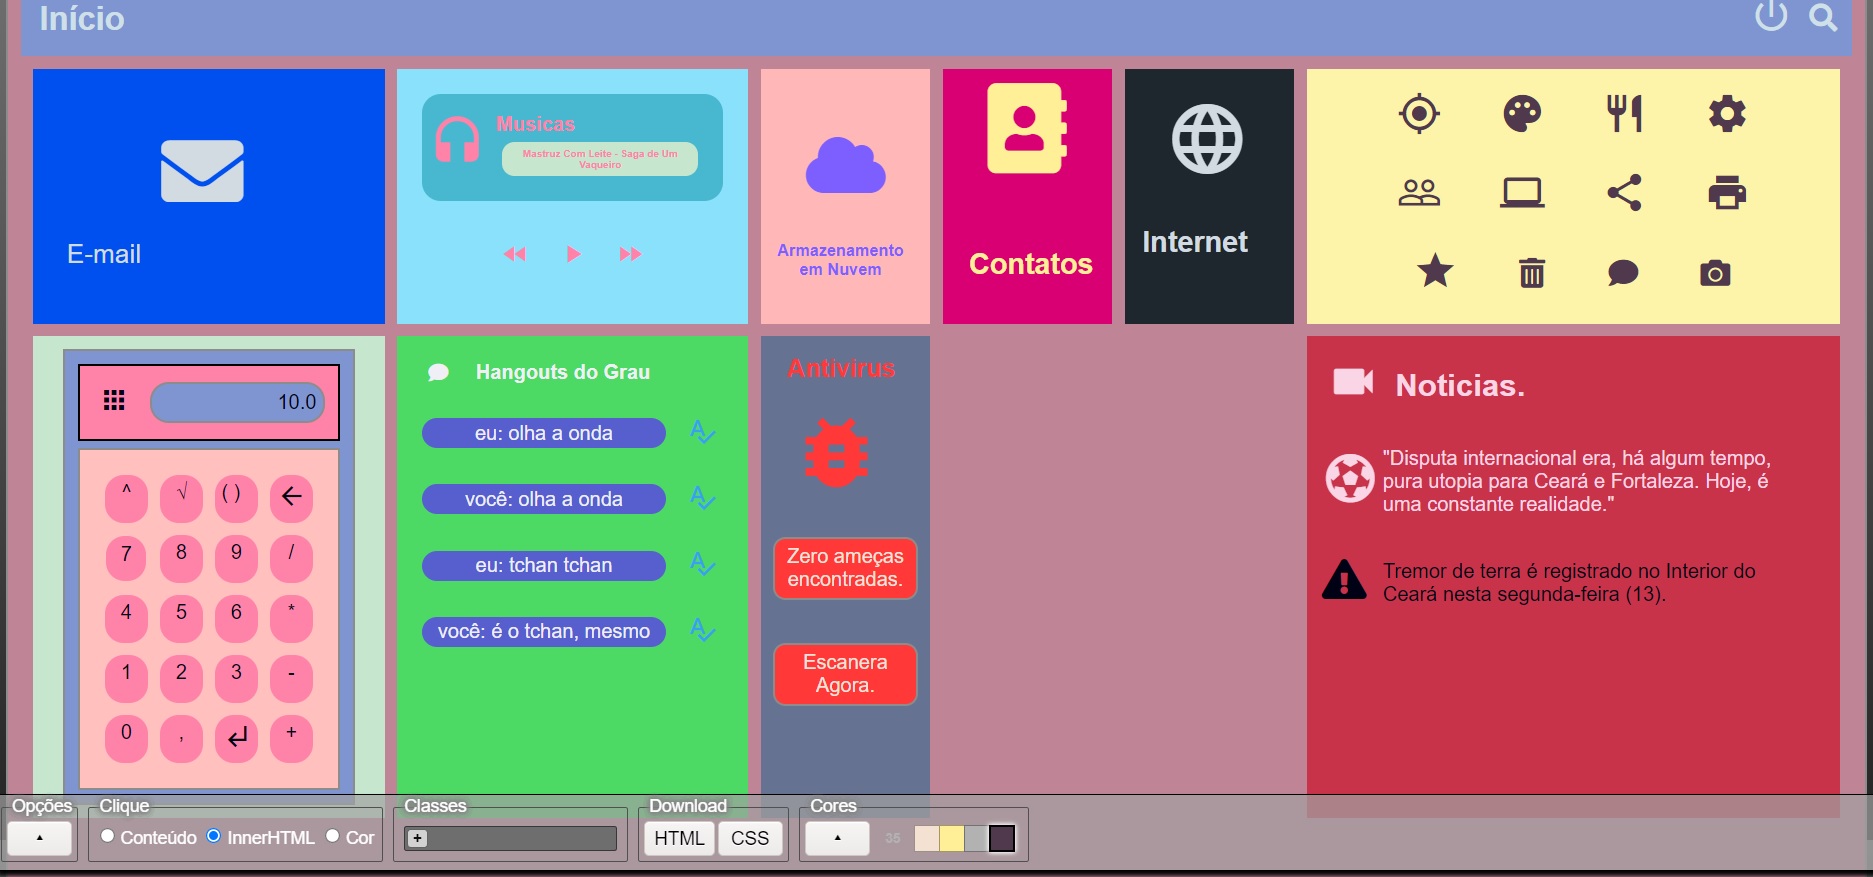 Início
E-mail
Musicas
Mastruz Com Leite - Saga de Um
Vaqueiro
Armazenamento
em Nuvem
Contatos
Internet
10.0
^ √ ( )
7 8 9 /
4 5 6 *
1 2 3 -
0 , +
Hangouts do Grau
eu: olha a onda
você: olha a onda
eu: tchan tchan
você: é o tchan, mesmo
Antivirus
Zero ameças
encontradas.
Escanera
Agora.
Noticias.
"Disputa internacional era, há algum tempo,
pura utopia para Ceará e Fortaleza. Hoje, é
uma constante realidade."
Tremor de terra é registrado no Interior do
Ceará nesta segunda-feira (13).
Opções
Clique
Conteúdo InnerHTML Cor
Classes
+
Download
HTML CSS
Cores
35